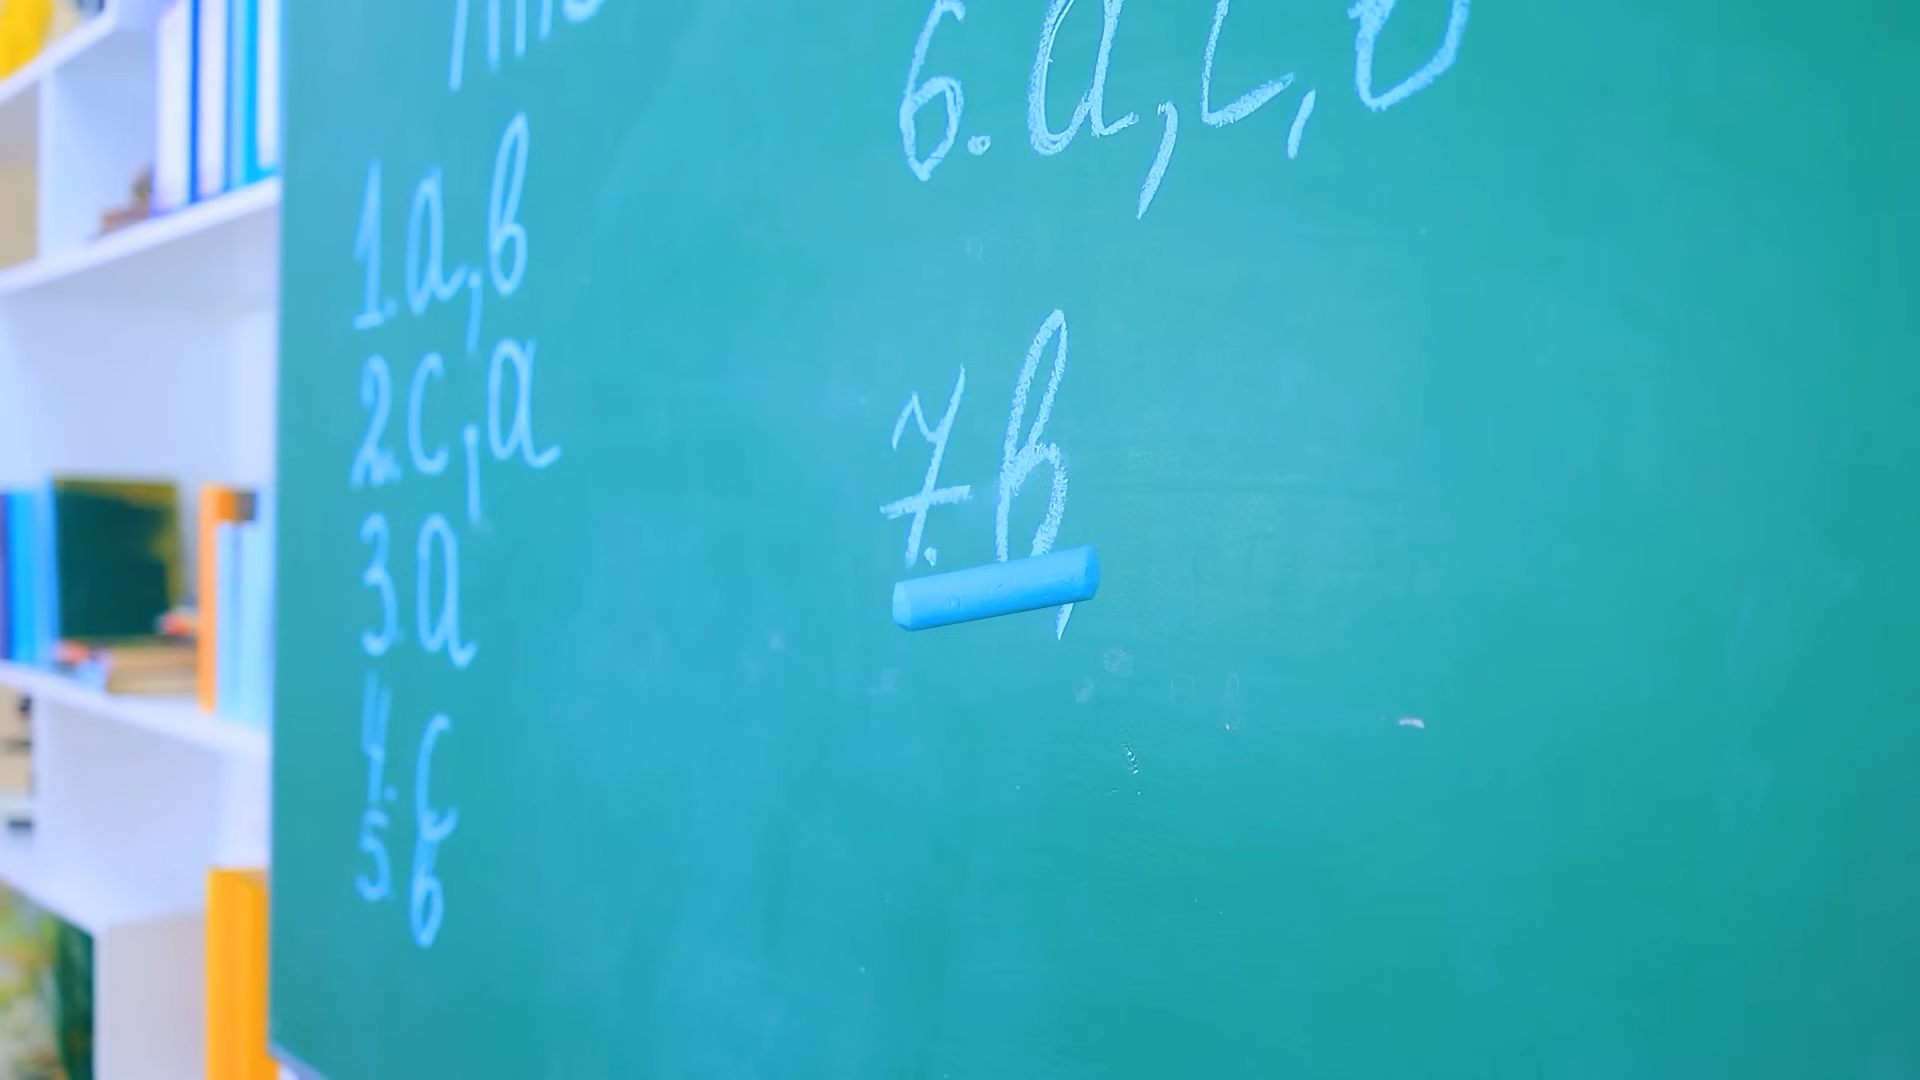 1. a, b
2. c, a
3. a
4. c
5. b
6. a, c, b
7. b,